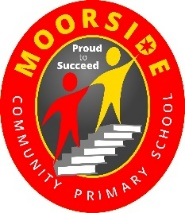 MOORSIDE
Proud
to
Succeed
COMMUNITY PRIMARY SCHOOL